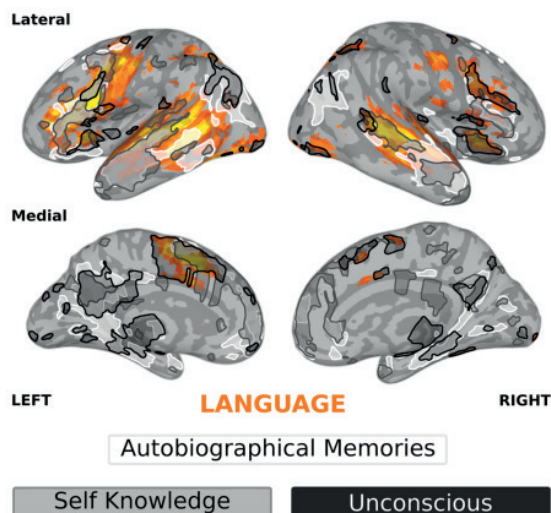 Lateral
Medial
LEFT
LANGUAGE
RIGHT
Autobiographical Memories
Self Knowledge
Unconscious